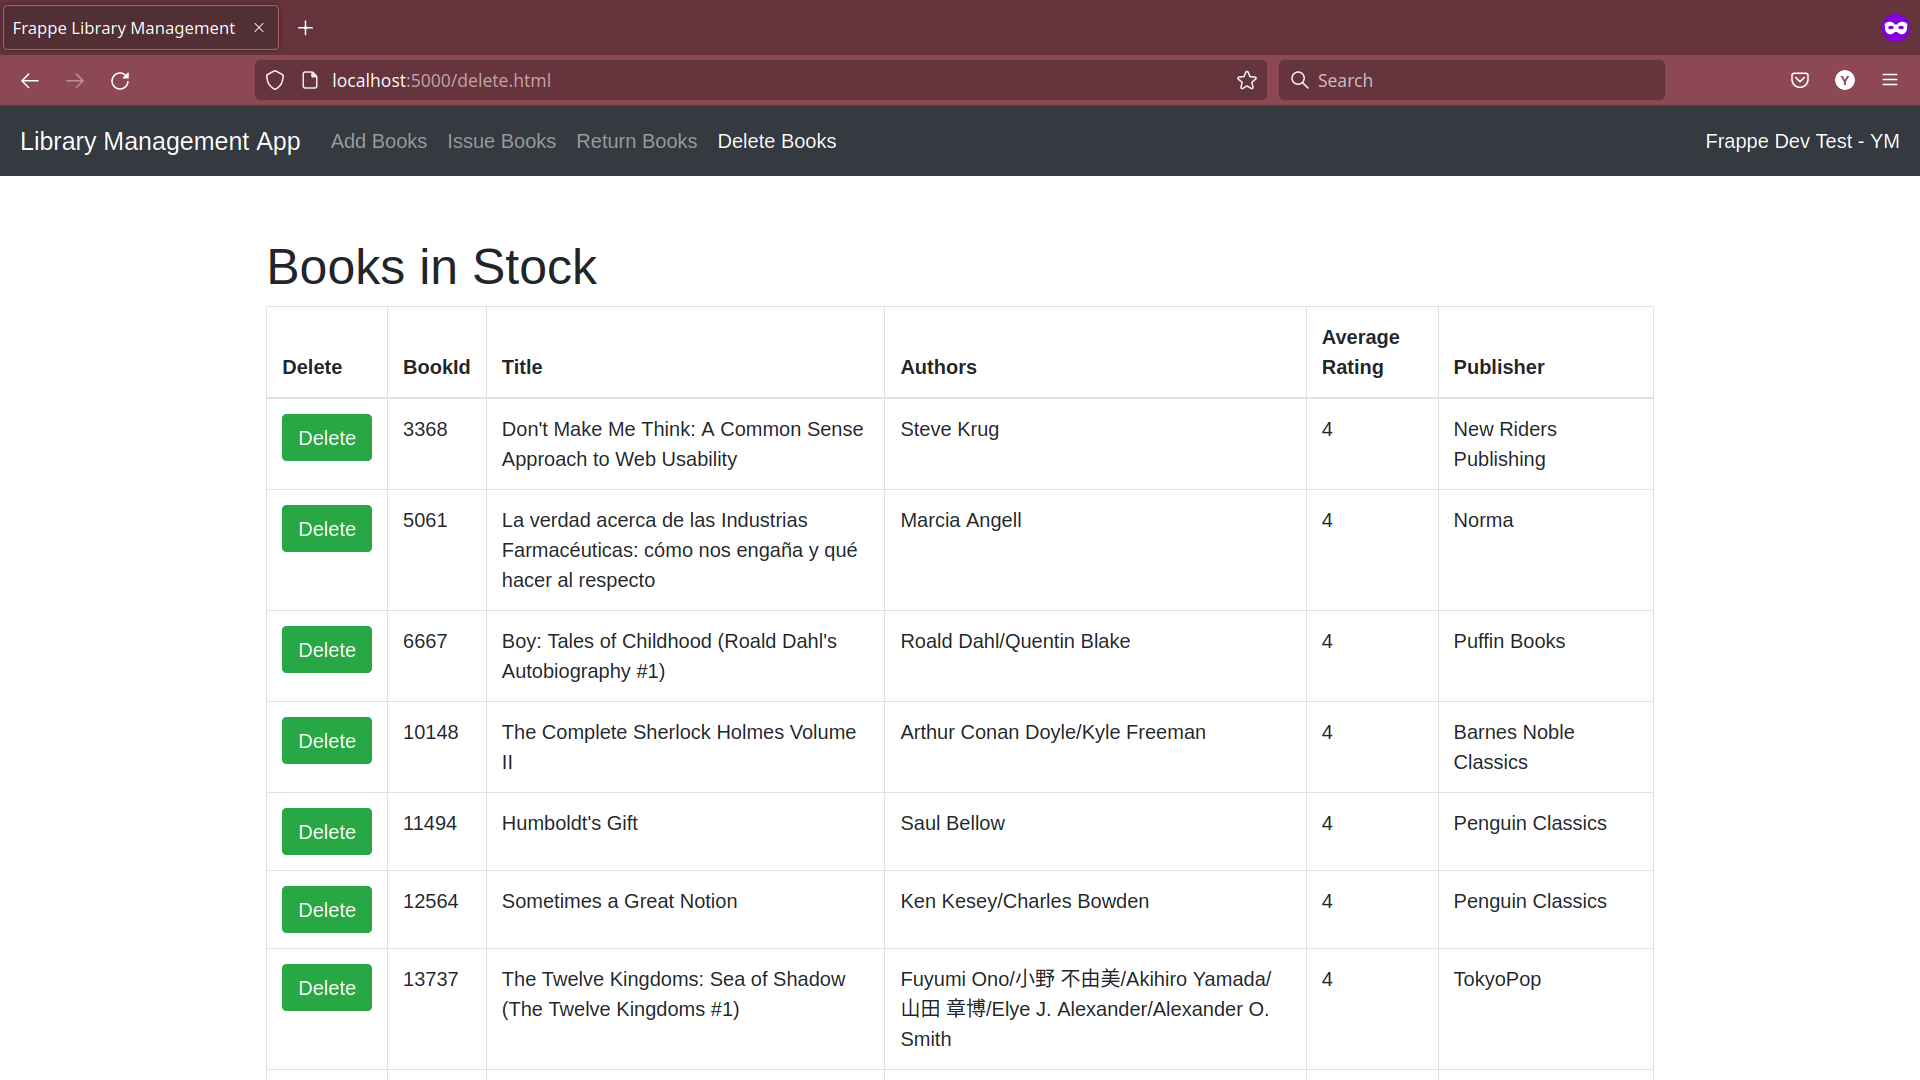 Frappe Library Management
localhost:5000/delete.html
Search
Y
Library Management App
Add Books
Issue Books
Return Books
Delete Books
Frappe Dev Test - YM
Books in Stock
Delete
BookId
Title
Authors
Average
Rating
Publisher
Delete
3368
Don't Make Me Think: A Common Sense
Approach to Web Usability
Steve Krug
4
New Riders
Publishing
Delete
5061
La verdad acerca de las Industrias
Farmacéuticas: cómo nos engaña y qué
hacer al respecto
Marcia Angell
4
Norma
Delete
6667
Boy: Tales of Childhood (Roald Dahl's
Autobiography #1)
Roald Dahl/Quentin Blake
4
Puffin Books
Delete
10148
The Complete Sherlock Holmes Volume
II
Arthur Conan Doyle/Kyle Freeman
4
Barnes Noble
Classics
Delete
11494
Humboldt's Gift
Saul Bellow
4
Penguin Classics
Delete
12564
Sometimes a Great Notion
Ken Kesey/Charles Bowden
4
Penguin Classics
Delete
13737
The Twelve Kingdoms: Sea of Shadow
(The Twelve Kingdoms #1)
Fuyumi Ono/小野 不由美/Akihiro Yamada/
山田 章博/Elye J. Alexander/Alexander O.
Smith
4
TokyoPop